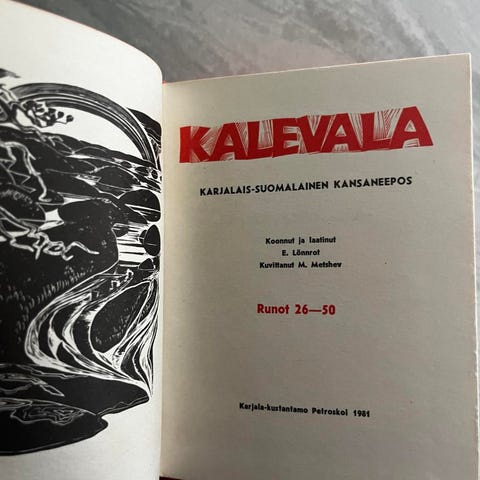 KALEVALA
KARJALAIS-SUOMALAINEN KANSANEEPOS
Koonnut ja laatinut
E. Lönnrot
Kuvittanut M. Metshev
Runot 26—50
Karjala-kustantamo Petroskoi 1981